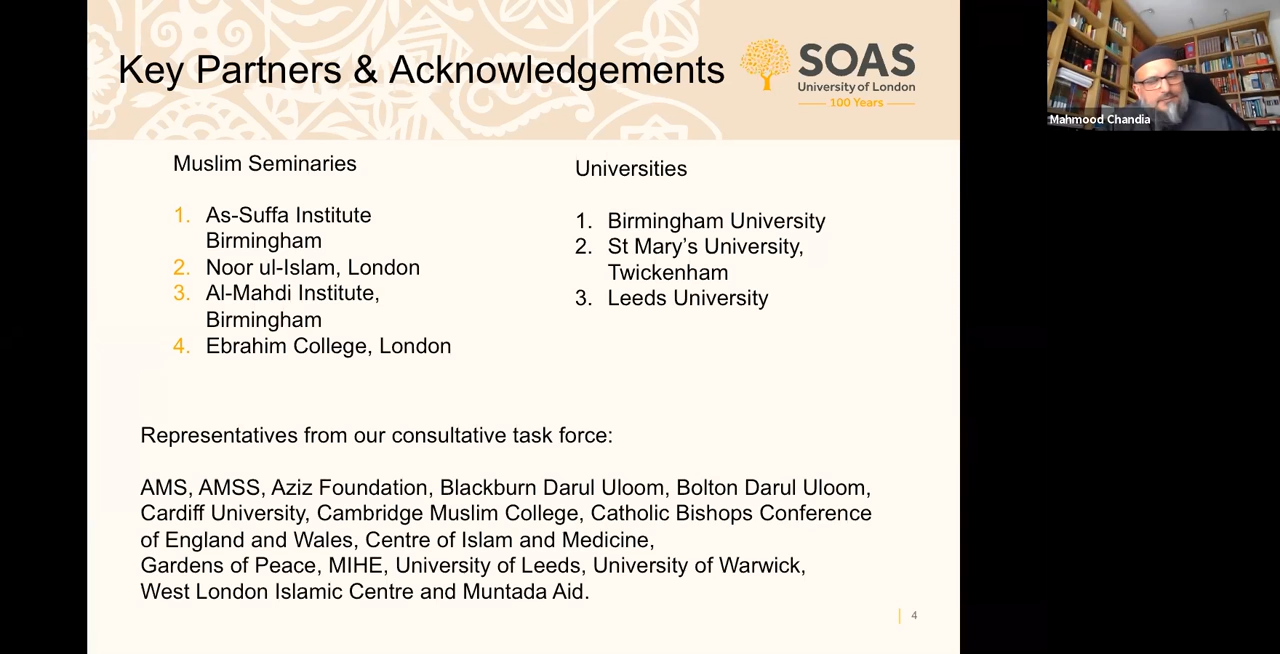 Key Partners & Acknowledgements
SOAS
University of London
100 Years
Mahmood Chandia
Muslim Seminaries
1. As-Suffa Institute
Birmingham
2. Noor ul-Islam, London
3. Al-Mahdi Institute,
Birmingham
4. Ebrahim College, London
Universities
1. Birmingham University
2. St Mary’s University,
Twickenham
3. Leeds University
Representatives from our consultative task force:
AMS, AMSS, Aziz Foundation, Blackburn Darul Uloom, Bolton Darul Uloom,
Cardiff University, Cambridge Muslim College, Catholic Bishops Conference
of England and Wales, Centre of Islam and Medicine,
Gardens of Peace, MIHE, University of Leeds, University of Warwick,
West London Islamic Centre and Muntada Aid.
4